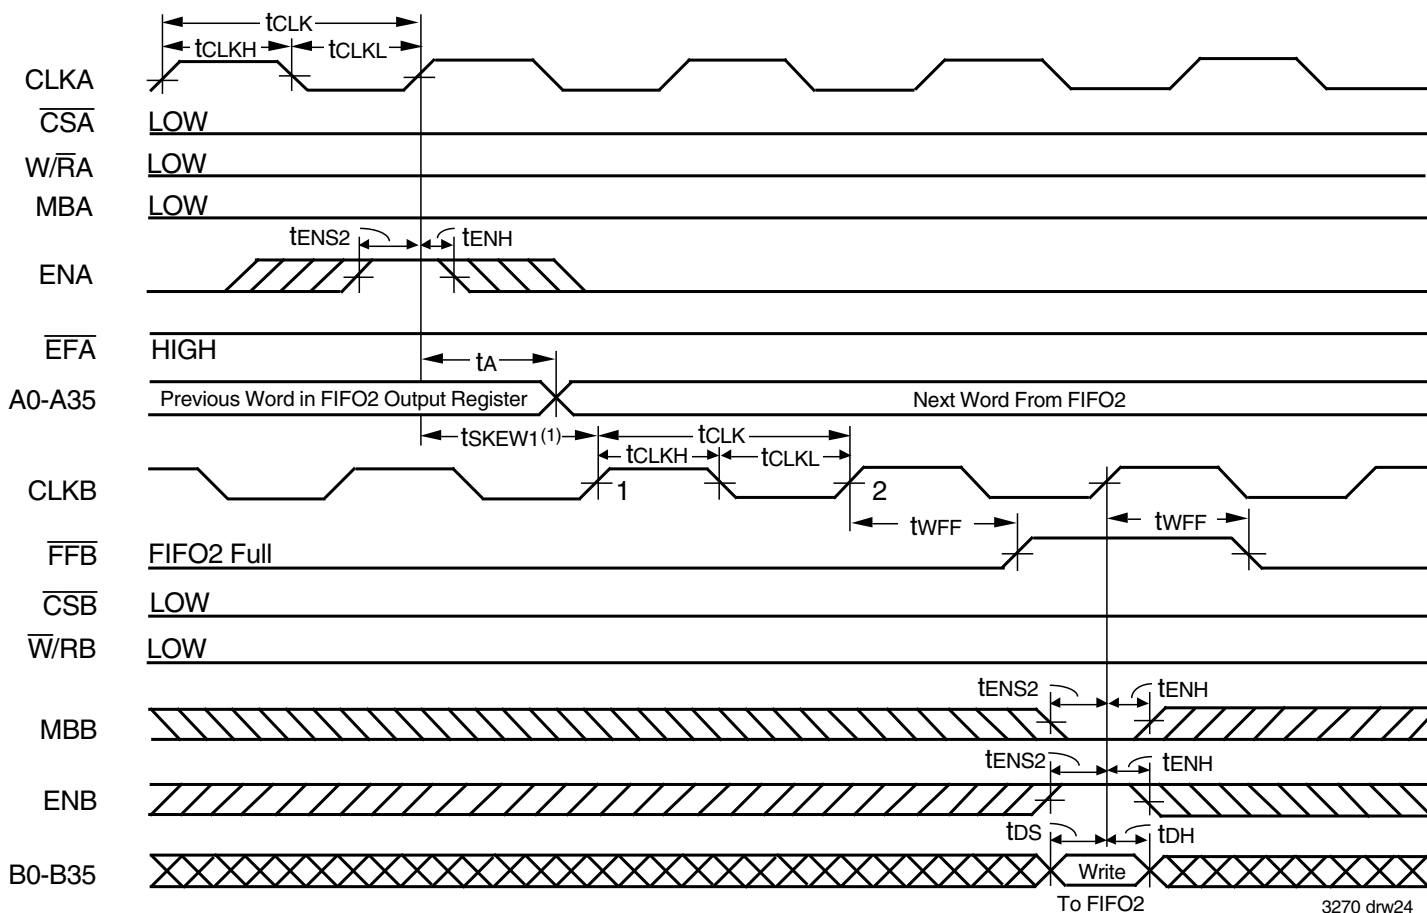 tCLK
tCLKH tCLKL
CLKA
CSA LOW
W/RA LOW
MBA LOW
tENS2 tENH
ENA
EFA HIGH
tA
A0-A35 Previous Word in FIFO2 Output Register Next Word From FIFO2
tSKEW1(1) tCLK
tCLKH tCLKL
CLKB 1 2
tWFF tWFF
FFB FIFO2 Full
CSB LOW
W/RB LOW
tENS2 tENH
MBB
tENS2 tENH
ENB
tDS tDH
B0-B35 Write
To FIFO2
3270 drw24